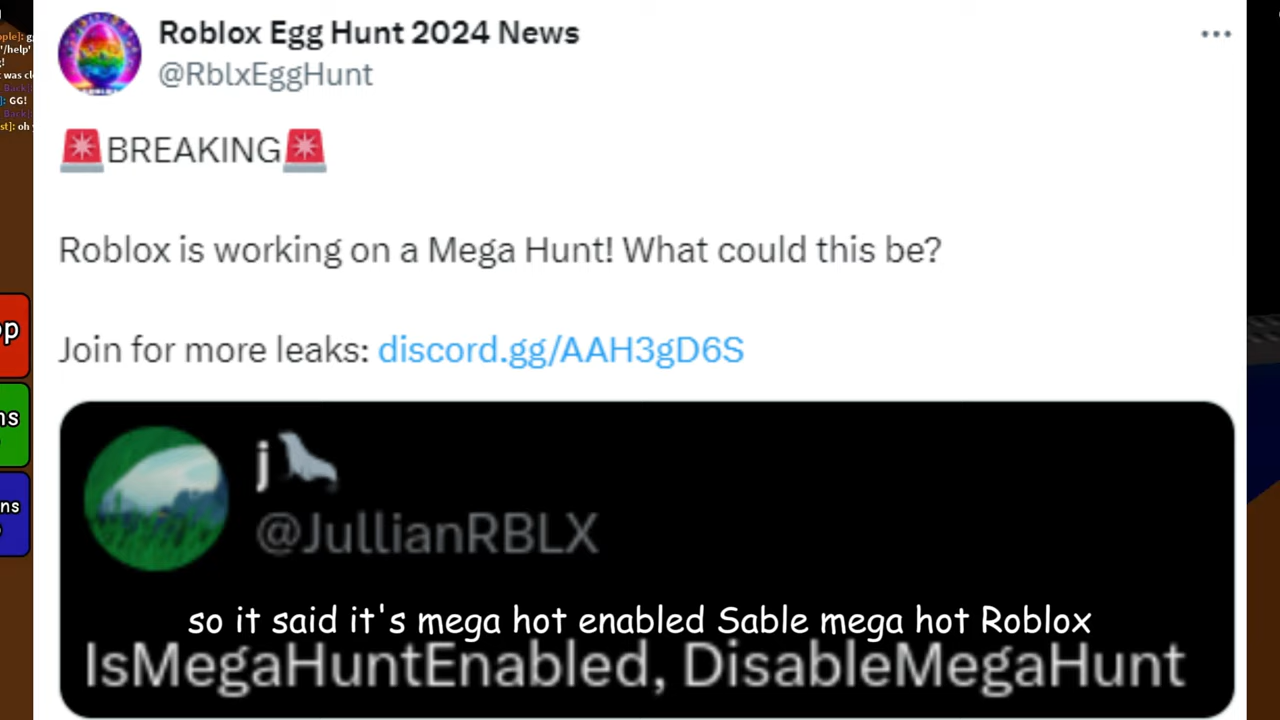 Roblox Egg Hunt 2024 News
@RblxEggHunt
🚨BREAKING🚨
Roblox is working on a Mega Hunt! What could this be?
Join for more leaks: discord.gg/AAH3gD6S
j
@JullianRBLX
so it said it's mega hot enabled Sable mega hot Roblox
IsMegaHuntEnabled, DisableMegaHunt
'/help'
was
GG!